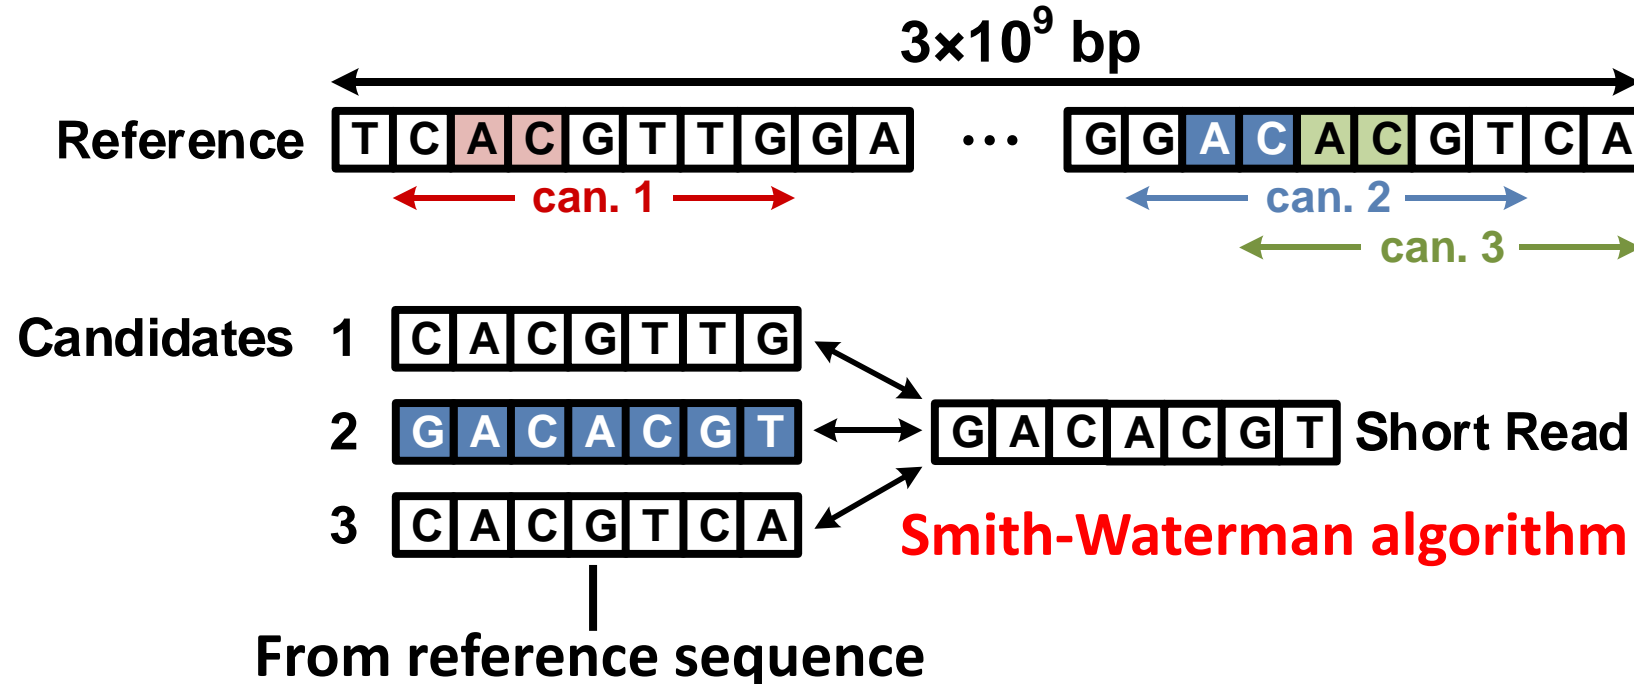 3×10⁹ bp
Reference T C A C G T T G G A ... G G A C A C G T C A
can. 1 can. 2
can. 3
Candidates 1 C A C G T T G
2 G A C A C G T G A C A C G T Short Read
3 C A C G T C A Smith-Waterman algorithm
From reference sequence